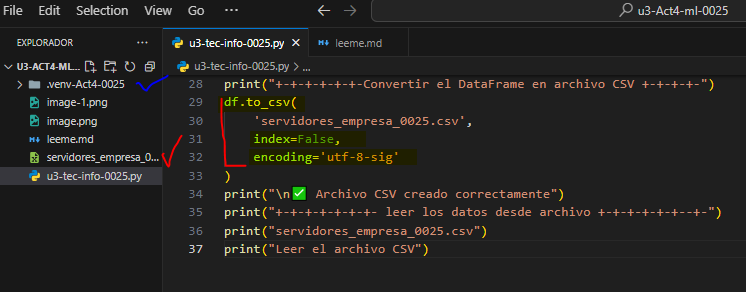 File Edit Selection View Go ··· u3-Act4-ml-0025
EXPLORADOR
u3-tec-info-0025.py
leeme.md
U3-ACT4-ML...
u3-tec-info-0025.py > ...
.venv-Act4-0025
image-1.png
image.png
leeme.md
servidores_empresa_0...
u3-tec-info-0025.py
28 print("+-+-+-+-+-+-Convertir el DataFrame en archivo CSV +-+-+-+-")
29 df.to_csv(
30 'servidores_empresa_0025.csv',
31 index=False,
32 encoding='utf-8-sig'
33 )
34 print("\n✅ Archivo CSV creado correctamente")
35 print("+-+-+-+-+-+-+- leer los datos desde archivo +-+-+-+-+-+--+-")
36 print("servidores_empresa_0025.csv")
37 print("Leer el archivo CSV")